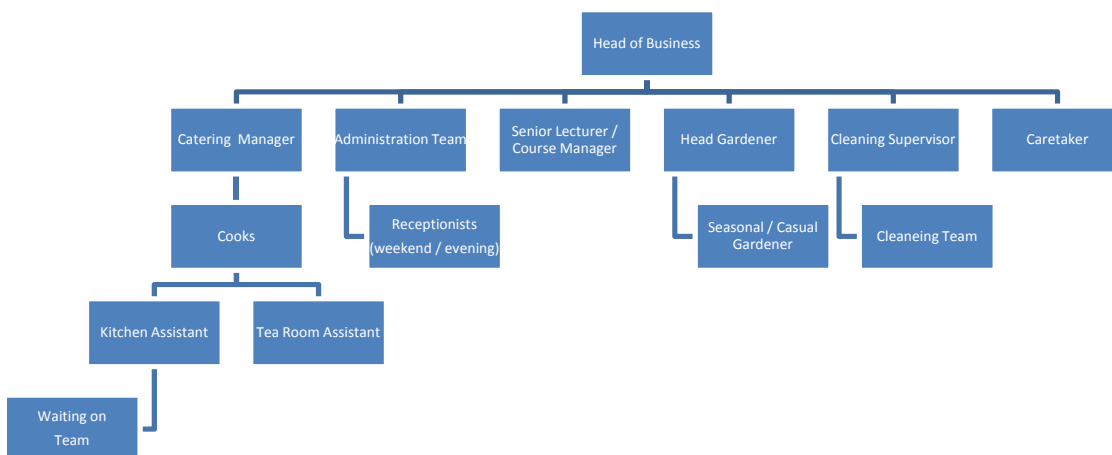 Head of Business
Catering Manager
Administration Team
Senior Lecturer /
Course Manager
Head Gardener
Cleaning Supervisor
Caretaker
Cooks
Receptionists
(weekend / evening)
Seasonal / Casual
Gardener
Cleaneing Team
Kitchen Assistant
Tea Room Assistant
Waiting on
Team